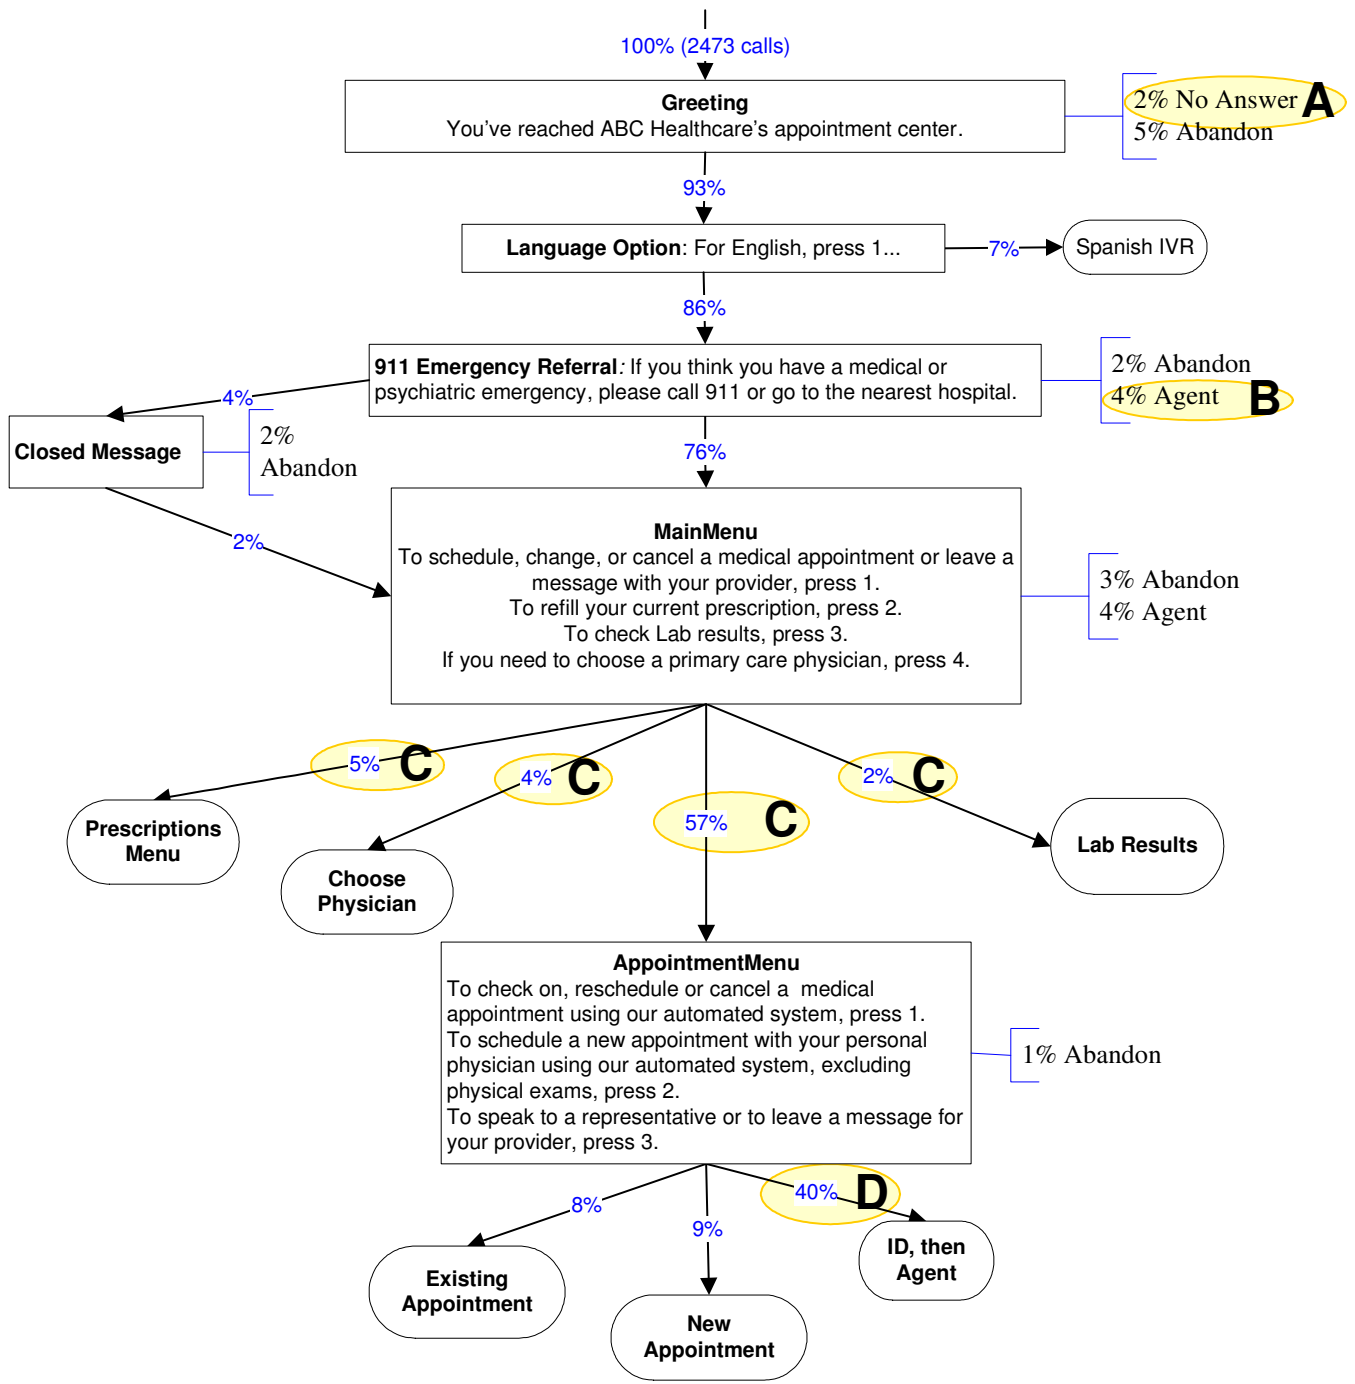 100% (2473 calls)
Greeting
You've reached ABC Healthcare's appointment center.
2% No Answer A
5% Abandon
93%
Language Option: For English, press 1...
7%
Spanish IVR
86%
911 Emergency Referral: If you think you have a medical or
psychiatric emergency, please call 911 or go to the nearest hospital.
2% Abandon
4% Agent B
4%
Closed Message
2%
Abandon
76%
2%
MainMenu
To schedule, change, or cancel a medical appointment or leave a
message with your provider, press 1.
To refill your current prescription, press 2.
To check Lab results, press 3.
If you need to choose a primary care physician, press 4.
3% Abandon
4% Agent
5% C
4% C
57% C
2% C
Prescriptions
Menu
Choose
Physician
Lab Results
AppointmentMenu
To check on, reschedule or cancel a medical
appointment using our automated system, press 1.
To schedule a new appointment with your personal
physician using our automated system, excluding
physical exams, press 2.
To speak to a representative or to leave a message for
your provider, press 3.
1% Abandon
8%
9%
40% D
Existing
Appointment
New
Appointment
ID, then
Agent